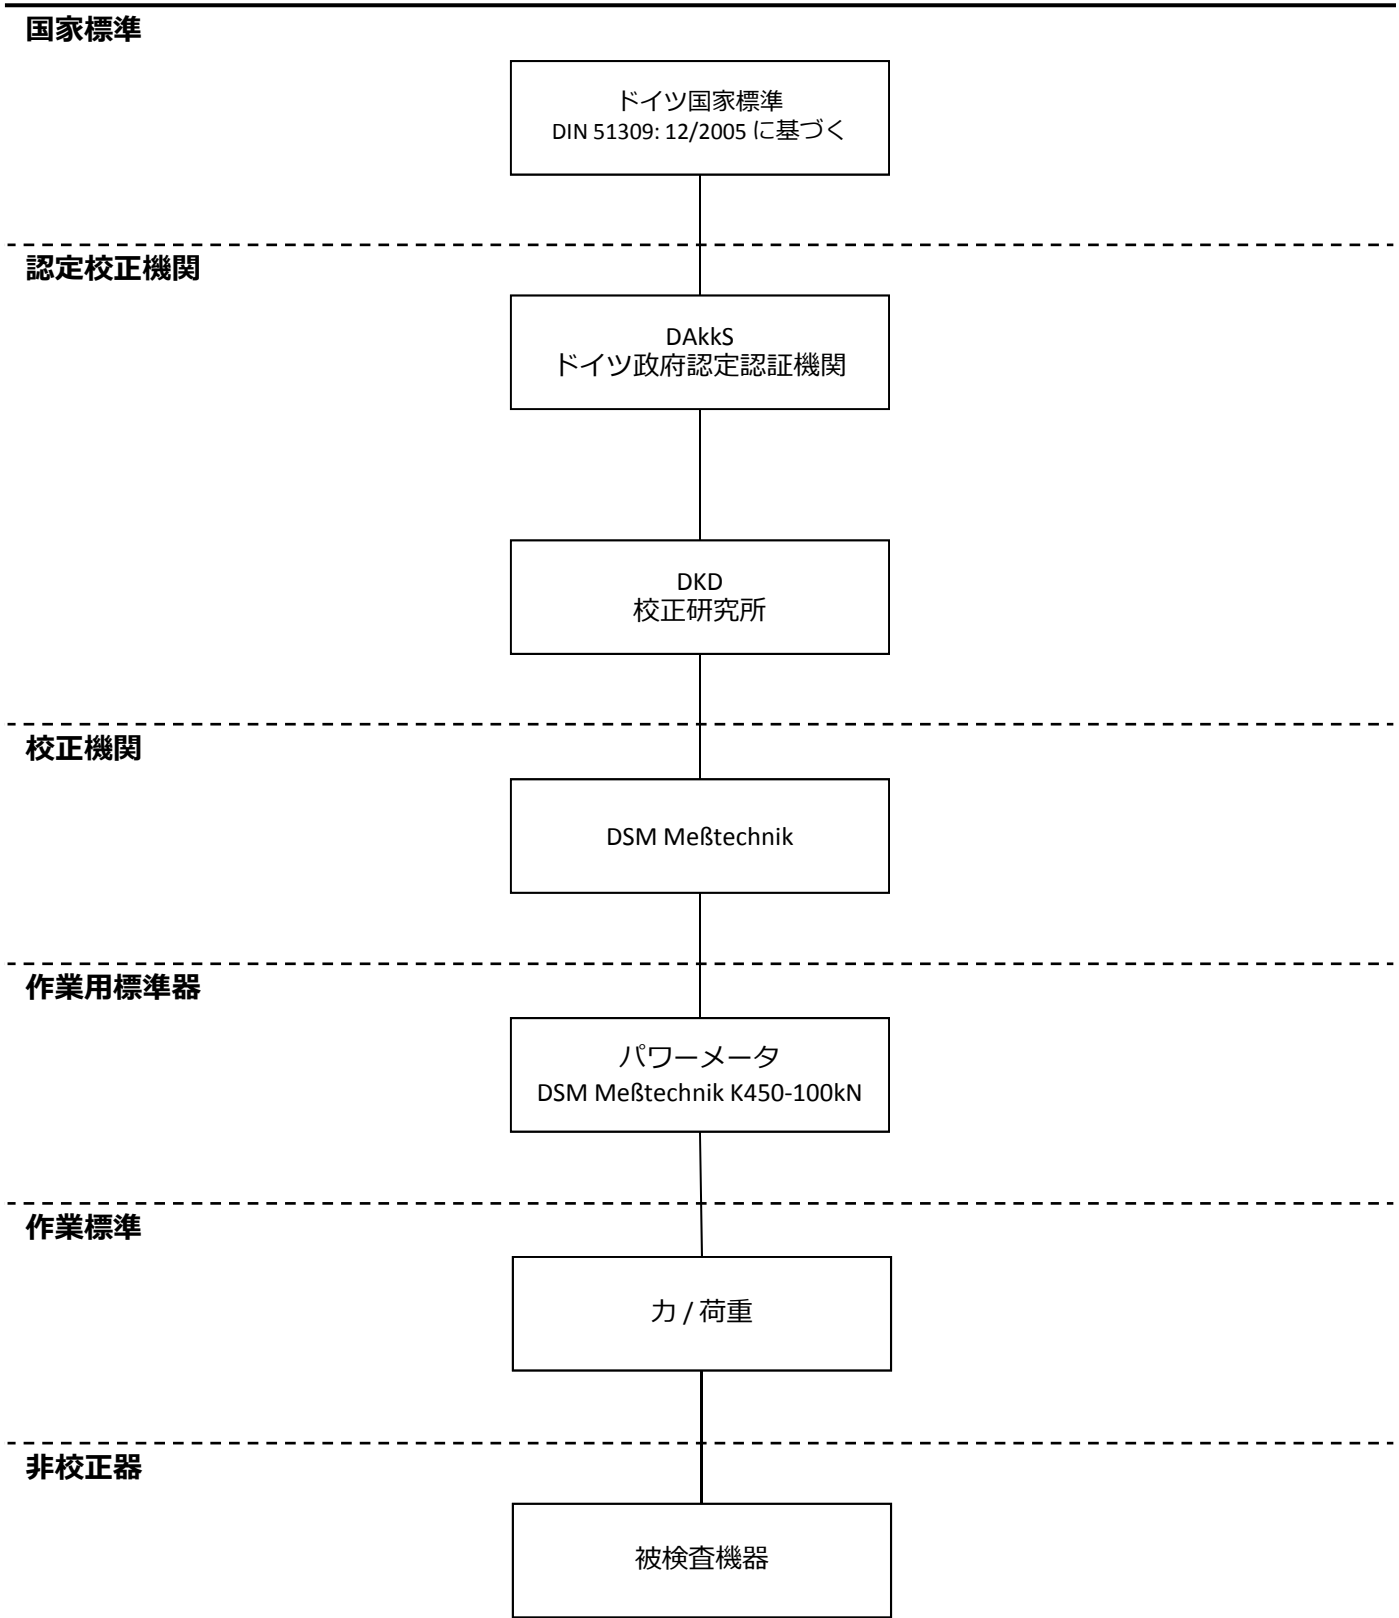 国家標準
ドイツ国家標準
DIN 51309: 12/2005 に基づく
認定校正機関
DAkkS
ドイツ政府認定認証機関
DKD
校正研究所
校正機関
DSM Meßtechnik
作業用標準器
パワーメータ
DSM Meßtechnik K450-100kN
作業標準
力 / 荷重
非校正器
被検査機器